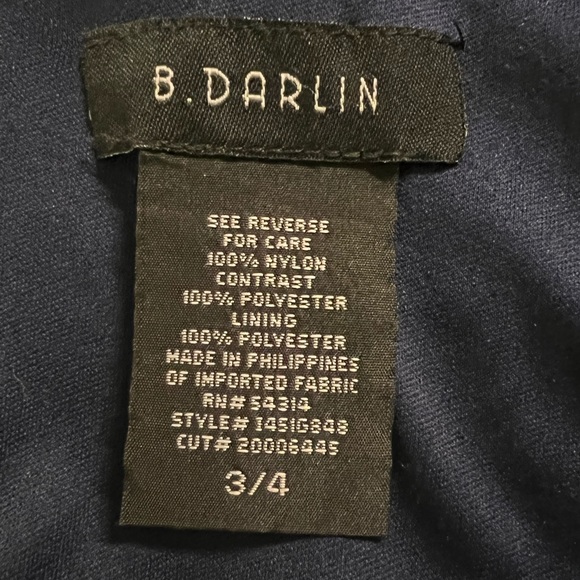 B.DARLIN
SEE REVERSE
FOR CARE
100% NYLON
CONTRAST
100% POLYESTER
LINING
100% POLYESTER
MADE IN PHILIPPINES
OF IMPORTED FABRIC
RN# 54314
STYLE# 1451G848
CUT# 20006445
3/4